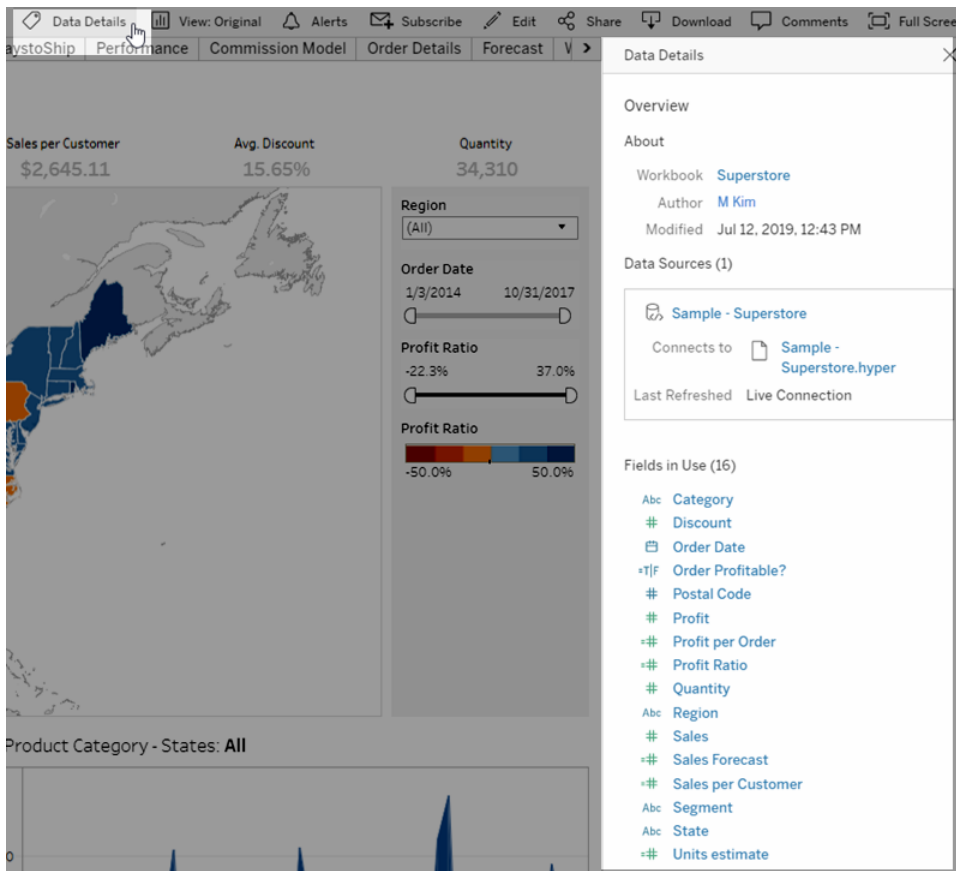 Data Details View: Original Alerts Subscribe Edit Share Download Comments Full Scree
aystoShip Performance Commission Model Order Details Forecast
Sales per Customer Avg. Discount Quantity
$2,645.11 15.65% 34,310
Region
(All)
Order Date
1/3/2014 10/31/2017
Profit Ratio
-22.3% 37.0%
Profit Ratio
-50.0% 50.0%
Product Category - States: All
0
Data Details
Overview
About
Workbook Superstore
Author M Kim
Modified Jul 12, 2019, 12:43 PM
Data Sources (1)
Sample - Superstore
Connects to Sample -
Superstore.hyper
Last Refreshed Live Connection
Fields in Use (16)
Abc Category
# Discount
Order Date
=T|F Order Profitable?
# Postal Code
# Profit
=# Profit per Order
=# Profit Ratio
# Quantity
Abc Region
# Sales
=# Sales Forecast
=# Sales per Customer
Abc Segment
Abc State
=# Units estimate